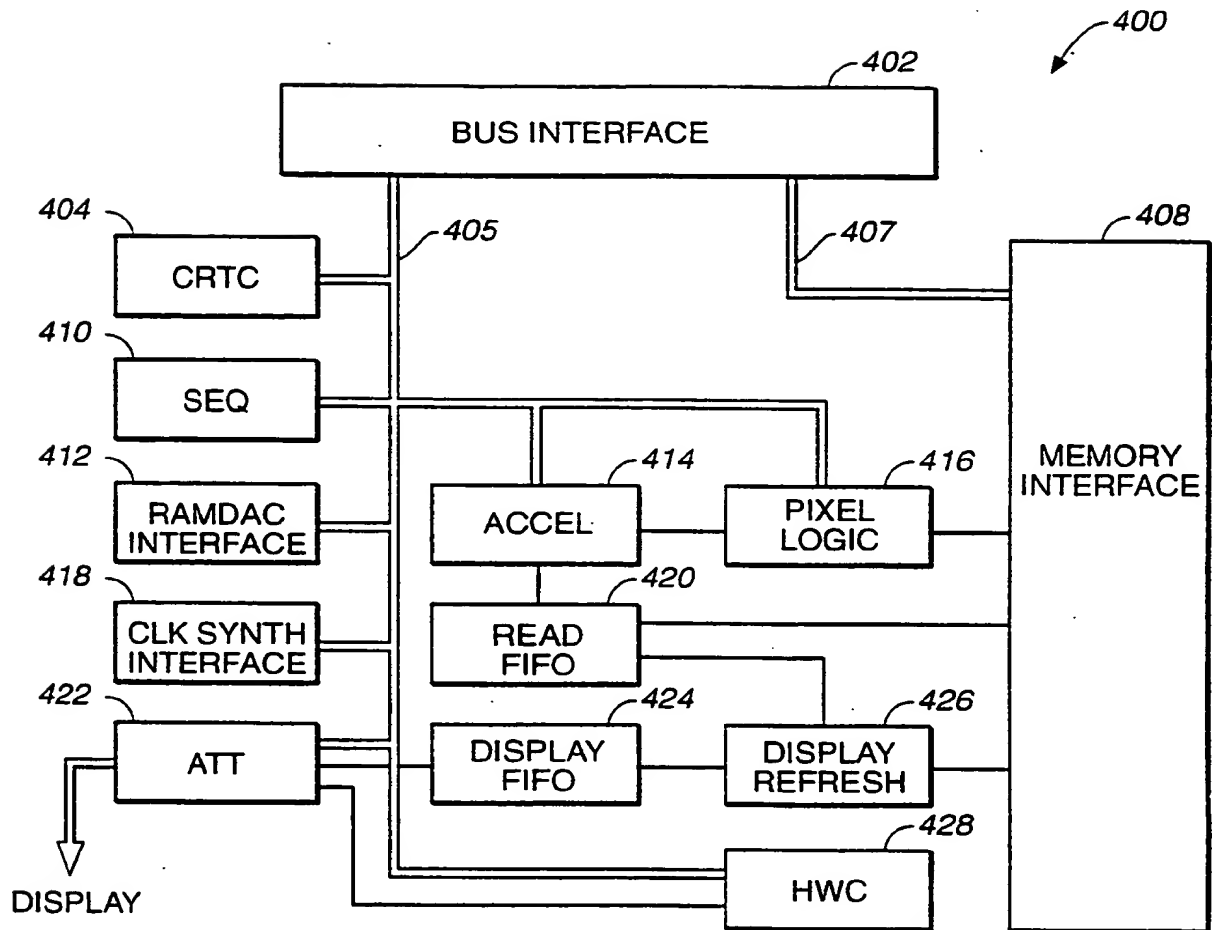 400
402
BUS INTERFACE
404
CRTC
405
407
408
MEMORY
INTERFACE
410
SEQ
412
RAMDAC
INTERFACE
414
ACCEL
416
PIXEL
LOGIC
418
CLK SYNTH
INTERFACE
420
READ
FIFO
422
ATT
424
DISPLAY
FIFO
426
DISPLAY
REFRESH
428
HWC
DISPLAY